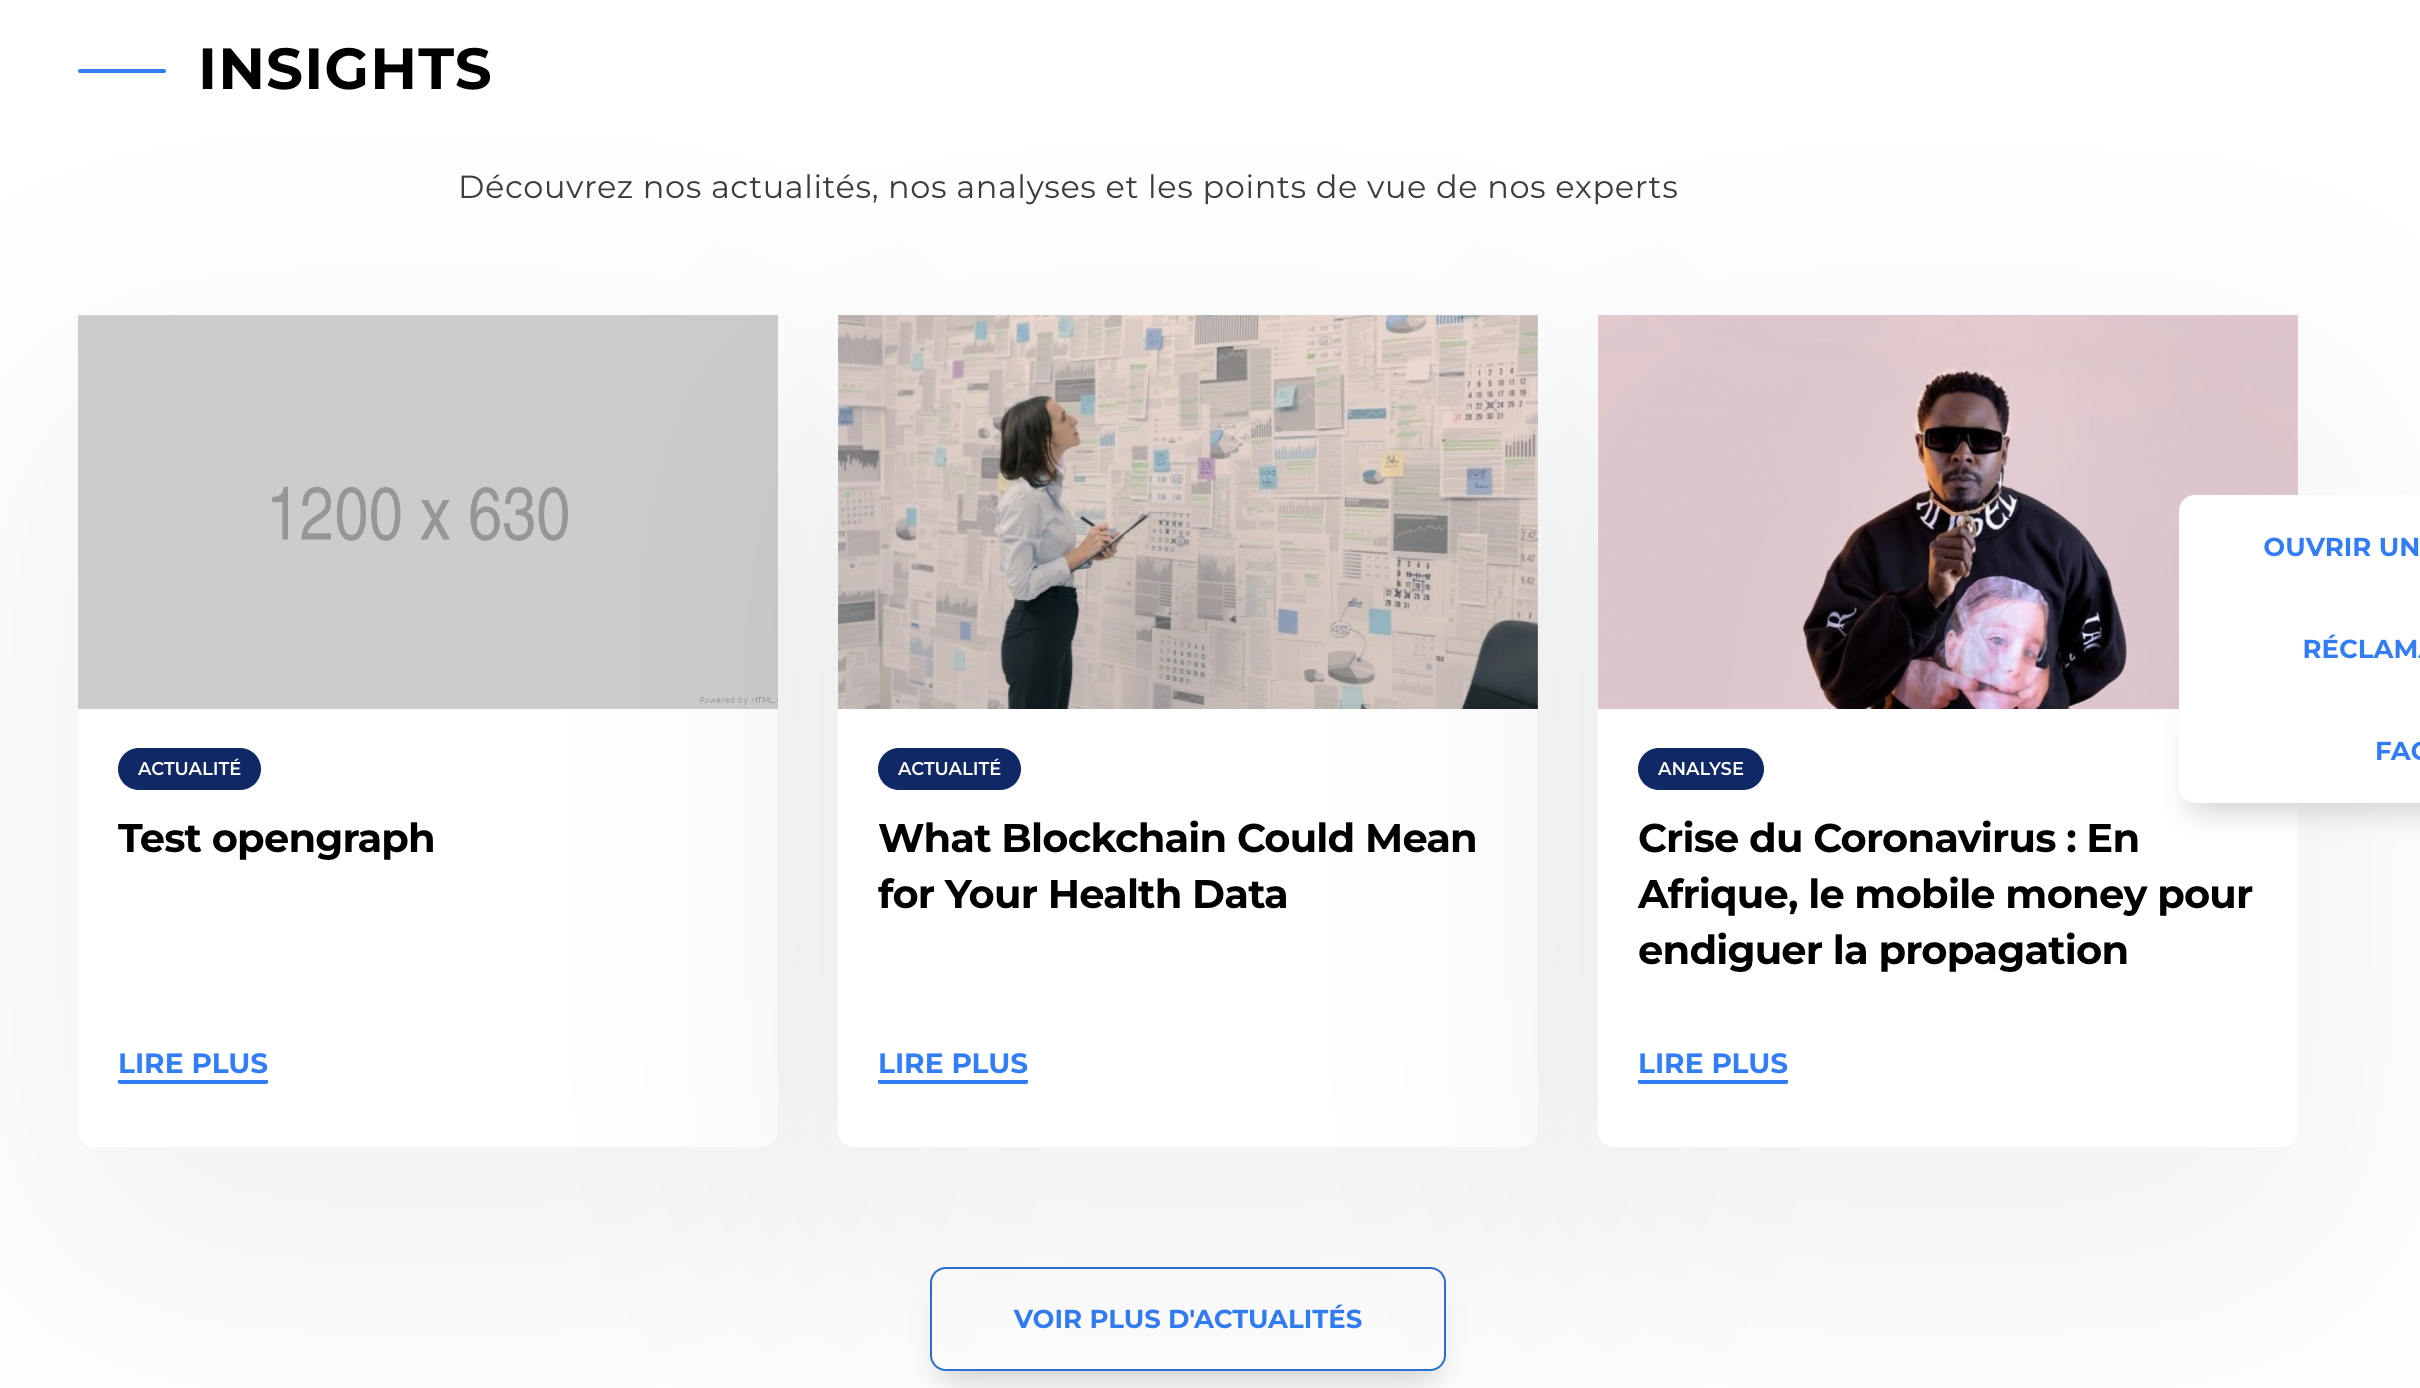 INSIGHTS
Découvrez nos actualités, nos analyses et les points de vue de nos experts
1200 x 630
Powered by HTML.
ACTUALITÉ
Test opengraph
LIRE PLUS
ACTUALITÉ
What Blockchain Could Mean
for Your Health Data
LIRE PLUS
ANALYSE
Crise du Coronavirus : En
Afrique, le mobile money pour
endiguer la propagation
LIRE PLUS
OUVRIR UN
RÉCLAMA
VOIR PLUS D'ACTUALITÉS